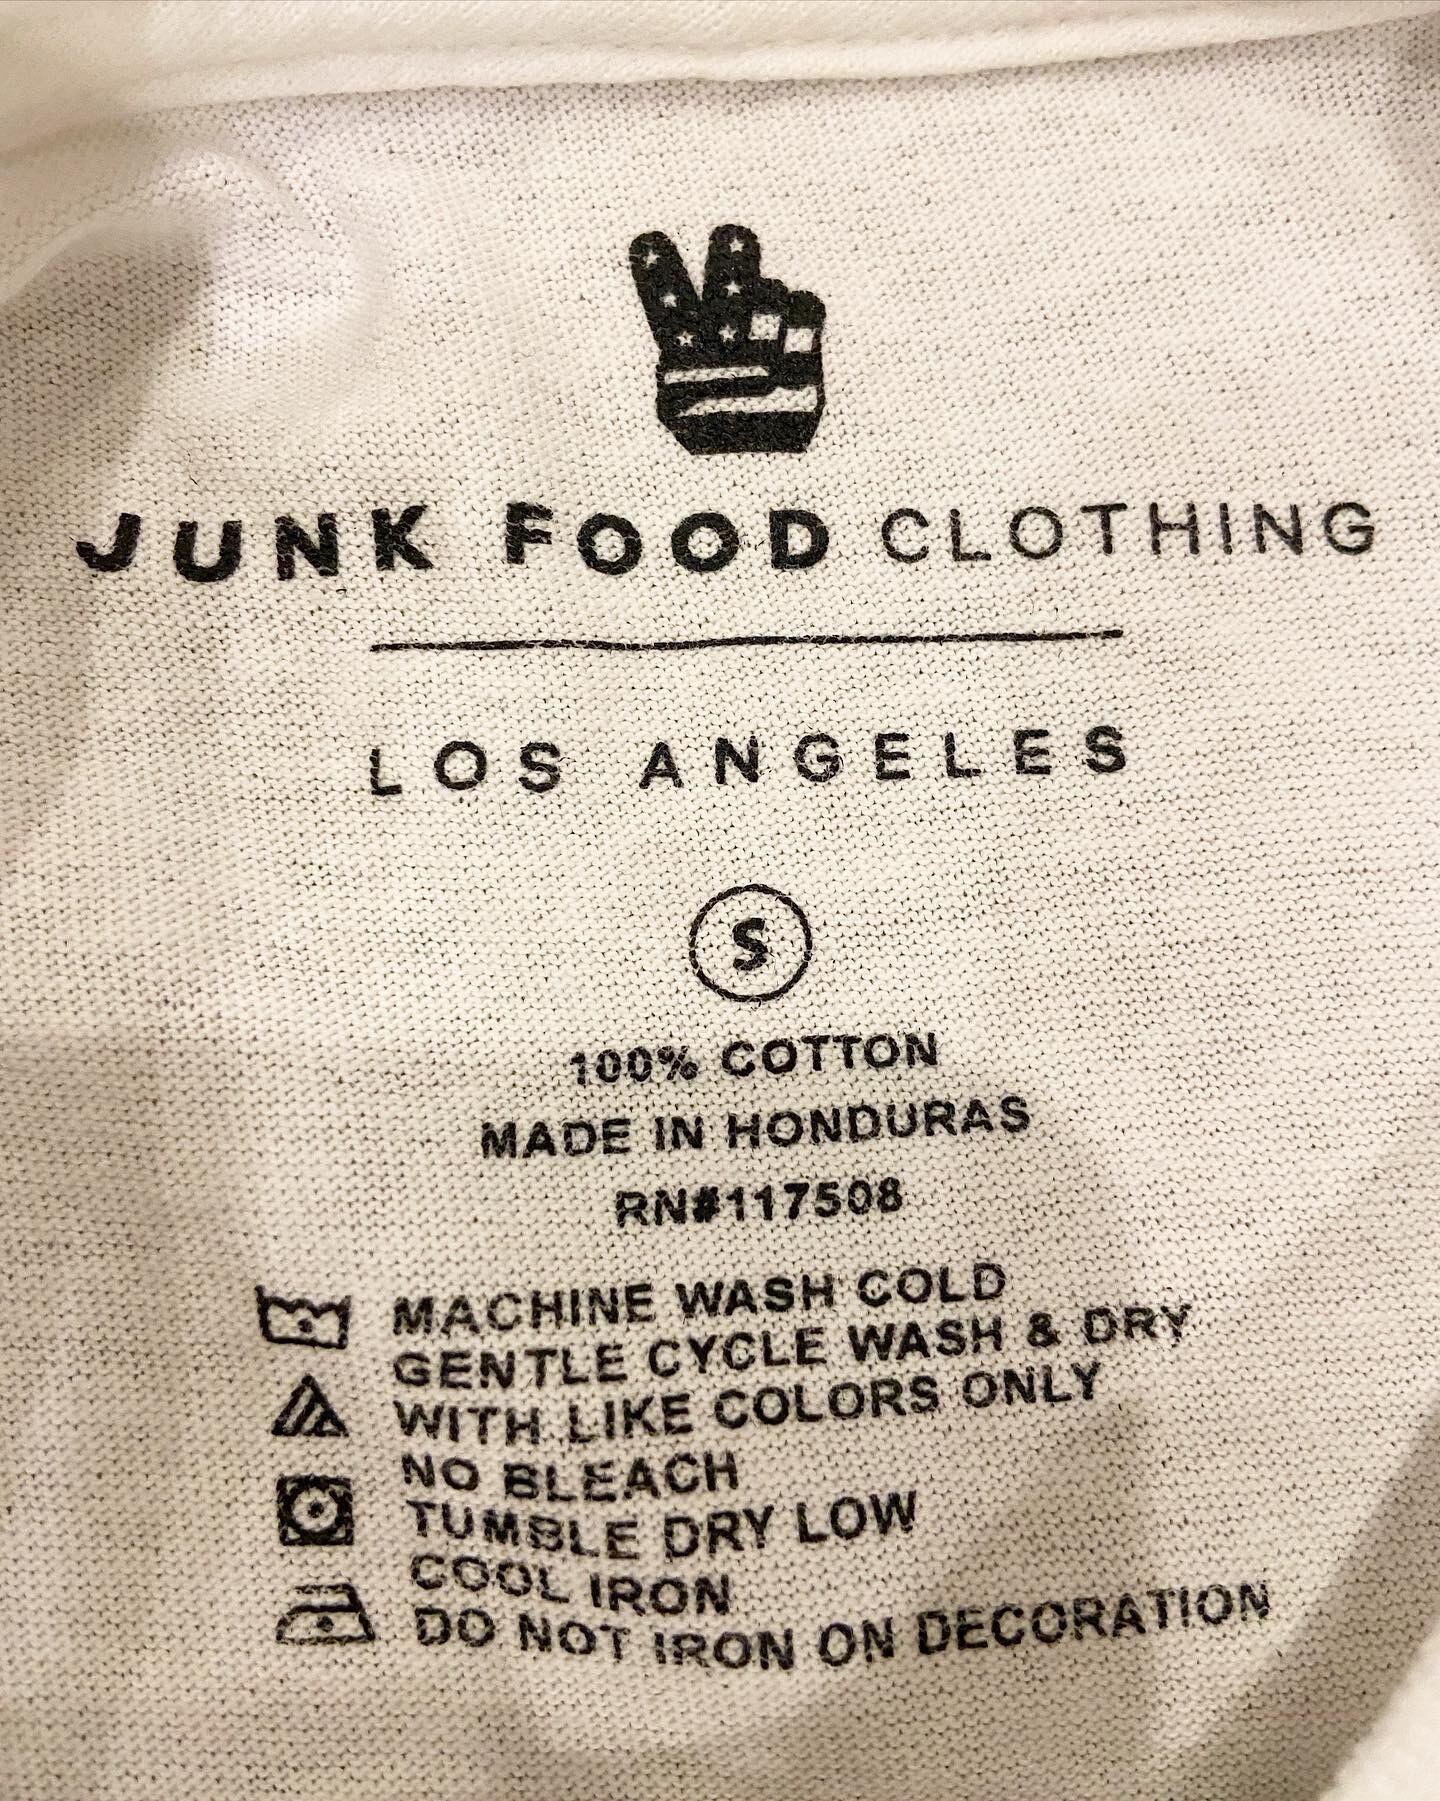 JUNK FOOD CLOTHING
LOS ANGELES
S
100% COTTON
MADE IN HONDURAS
RN#117508
MACHINE WASH COLD
GENTLE CYCLE WASH & DRY
WITH LIKE COLORS ONLY
NO BLEACH
TUMBLE DRY LOW
COOL IRON
DO NOT IRON ON DECORATION